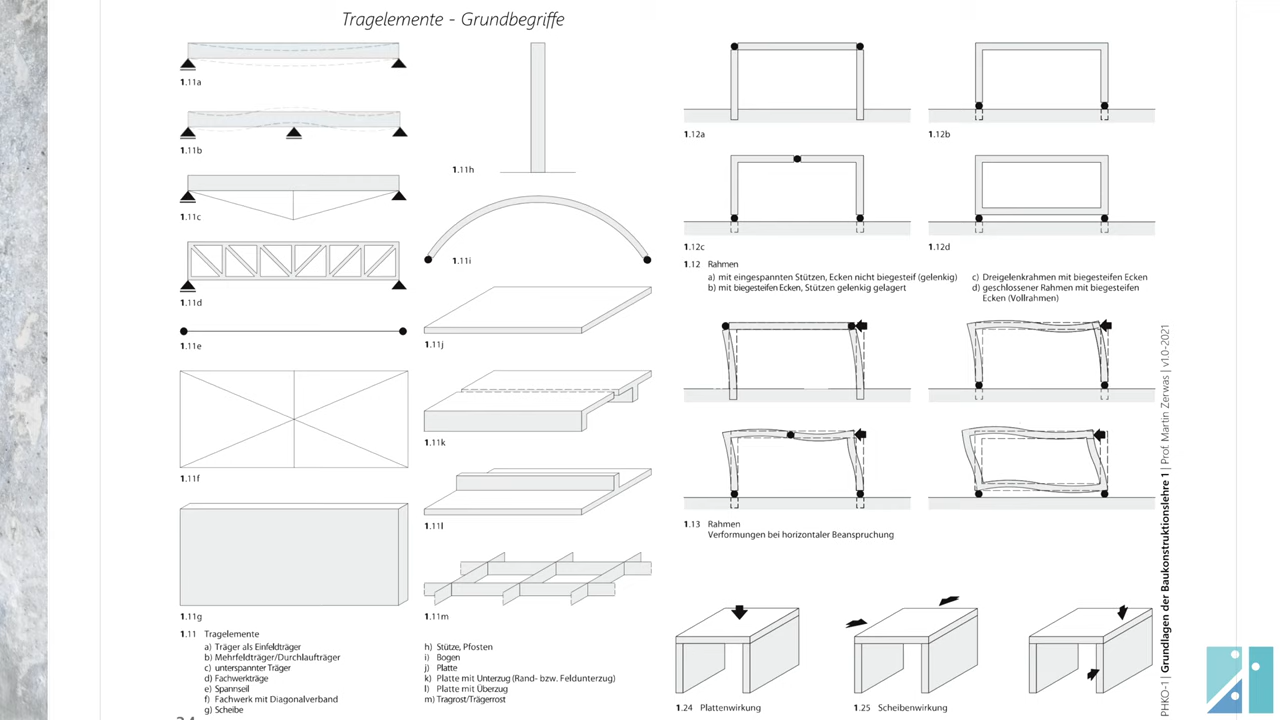 Tragelemente - Grundbegriffe
1.11a
1.11b
1.11c
1.11d
1.11e
1.11f
1.11g
1.11 Tragelemente
a) Träger als Einfeldträger
b) Mehrfeldträger/Durchlaufträger
c) unterspannter Träger
d) Fachwerkträge
e) Spannseil
f) Fachwerk mit Diagonalverband
g) Scheibe
1.11h
1.11i
1.11j
1.11k
1.11l
1.11m
h) Stütze, Pfosten
i) Bogen
j) Platte
k) Platte mit Unterzug (Rand- bzw. Feldunterzug)
l) Platte mit Überzug
m) Tragrost/Trägerrost
1.12a
1.12b
1.12c
1.12d
1.12 Rahmen
a) mit eingespannten Stützen, Ecken nicht biegesteif (gelenkig)
b) mit biegesteifen Ecken, Stützen gelenkig gelagert
c) Dreigelenkrahmen mit biegesteifen Ecken
d) geschlossener Rahmen mit biegesteifen
Ecken (Vollrahmen)
1.13 Rahmen
Verformungen bei horizontaler Beanspruchung
1.24 Plattenwirkung
1.25 Scheibenwirkung
PHKO-1 | Grundlagen der Baukonstruktionslehre 1 | Prof. Martin Zerwas | v1.0-2021